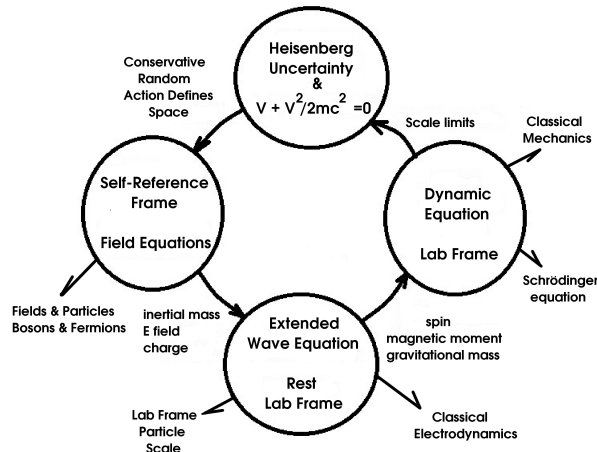 Heisenberg
Uncertainty
&
V + V²/2mc² =0
Conservative
Random
Action Defines
Space
Scale limits
Classical
Mechanics
Self-Reference
Frame
Field Equations
Dynamic
Equation
Lab Frame
Schrödinger
equation
Fields & Particles
Bosons & Fermions
inertial mass
E field
charge
Extended
Wave Equation
Rest
Lab Frame
spin
magnetic moment
gravitational mass
Lab Frame
Particle
Scale
Classical
Electrodynamics